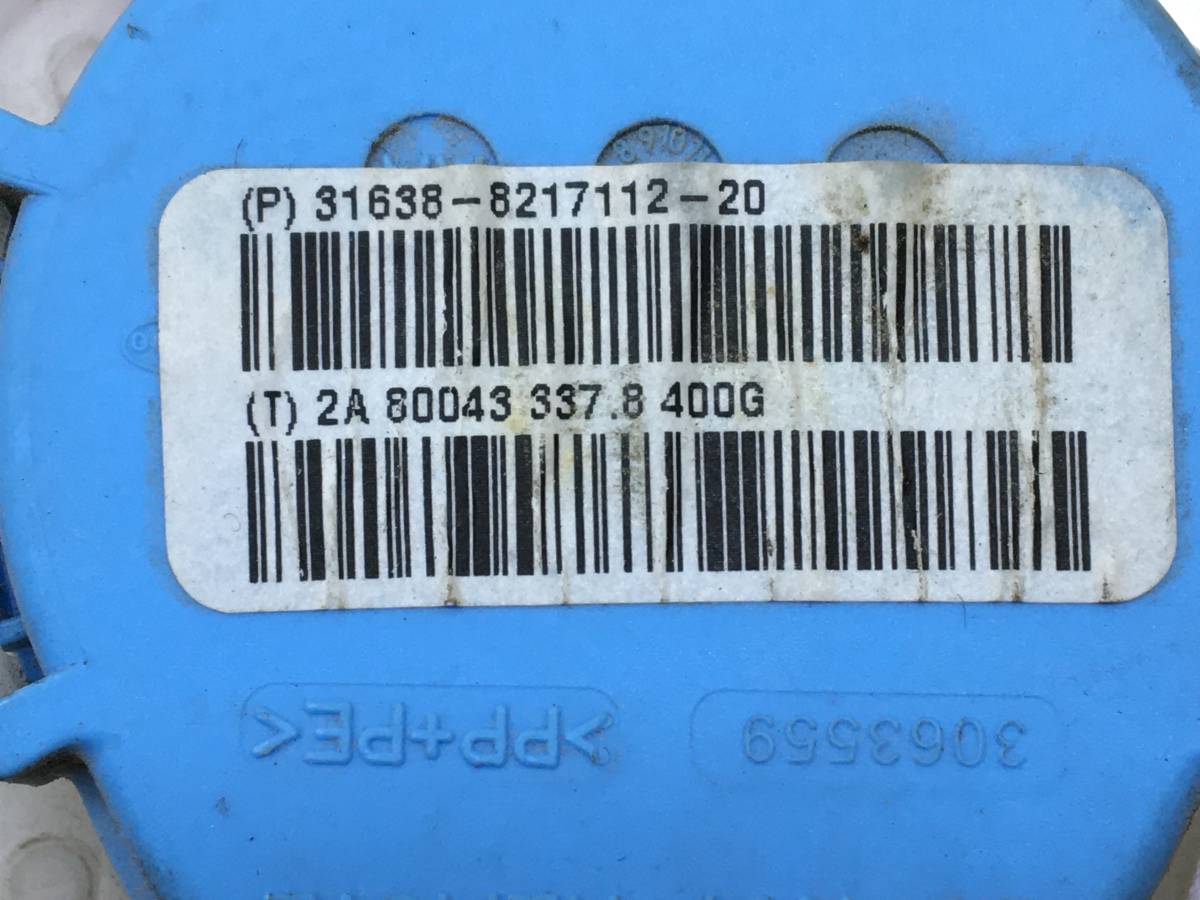 (P) 31638-8217112-20
(T) 2A 80043 337.8 400G
>PP+PE<
3063559